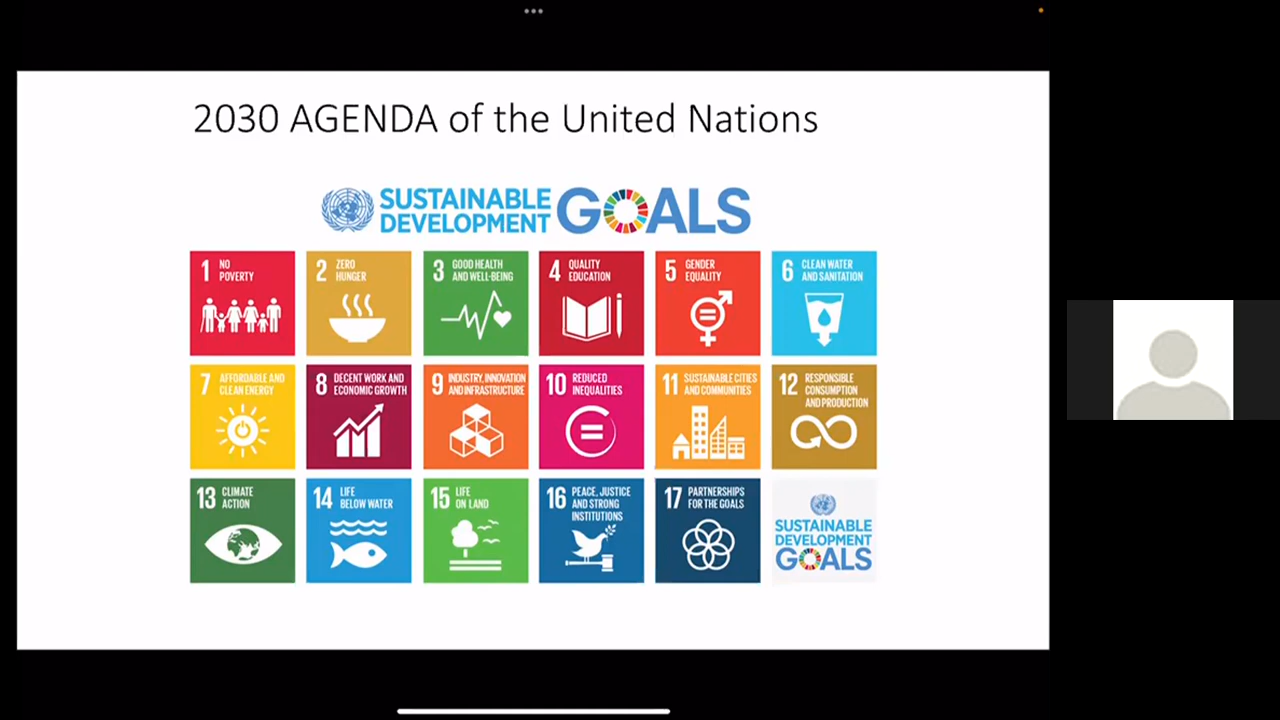 2030 AGENDA of the United Nations
SUSTAINABLE
DEVELOPMENT
GOALS
1 NO
POVERTY
2 ZERO
HUNGER
3 GOOD HEALTH
AND WELL-BEING
4 QUALITY
EDUCATION
5 GENDER
EQUALITY
6 CLEAN WATER
AND SANITATION
7 AFFORDABLE AND
CLEAN ENERGY
8 DECENT WORK AND
ECONOMIC GROWTH
9 INDUSTRY, INNOVATION
AND INFRASTRUCTURE
10 REDUCED
INEQUALITIES
11 SUSTAINABLE CITIES
AND COMMUNITIES
12 RESPONSIBLE
CONSUMPTION
AND PRODUCTION
13 CLIMATE
ACTION
14 LIFE
BELOW WATER
15 LIFE
ON LAND
16 PEACE, JUSTICE
AND STRONG
INSTITUTIONS
17 PARTNERSHIPS
FOR THE GOALS
SUSTAINABLE
DEVELOPMENT
GOALS